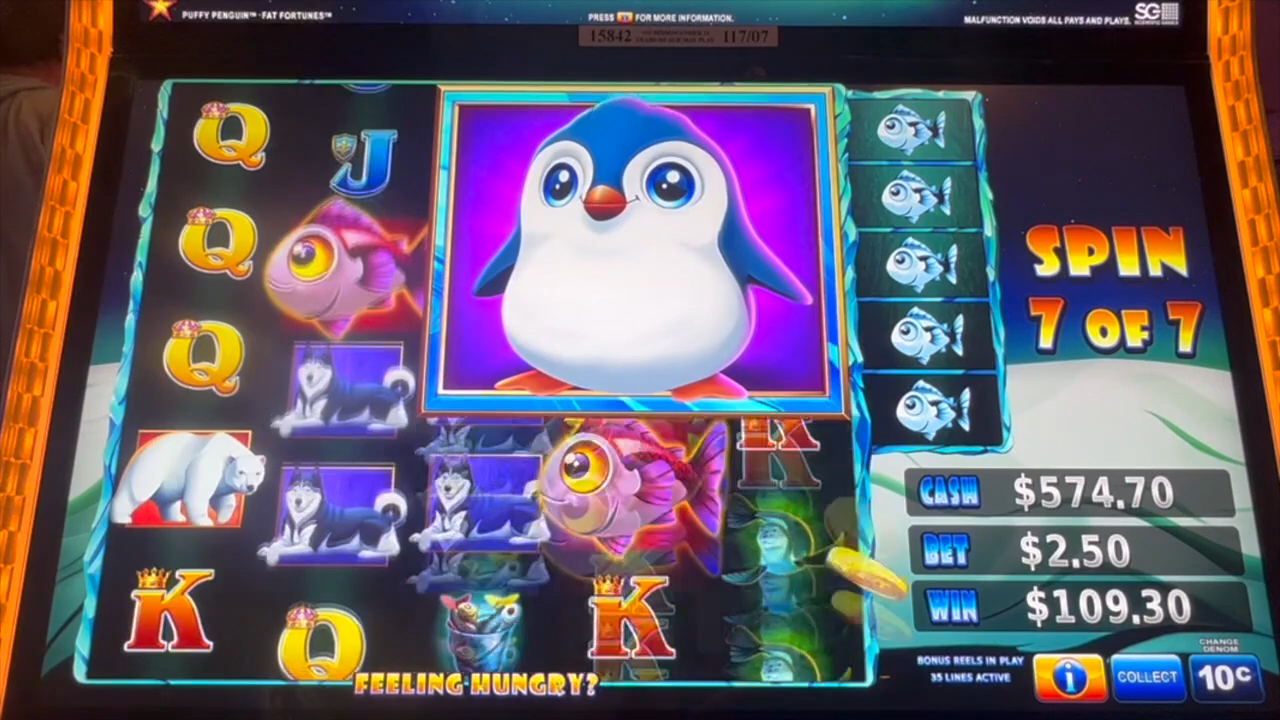 PUFFY PENGUIN™ - FAT FORTUNES™
PRESS FOR MORE INFORMATION.
MALFUNCTION VOIDS ALL PAYS AND PLAYS.
SG
SCIENTIFIC GAMES
15842
117/07
Q
J
Q
Q
K
K
Q
K
SPIN
7 OF 7
CASH $574.70
BET $2.50
WIN $109.30
FEELING HUNGRY?
BONUS REELS IN PLAY
35 LINES ACTIVE
i
COLLECT
CHANGE
DENOM
10¢